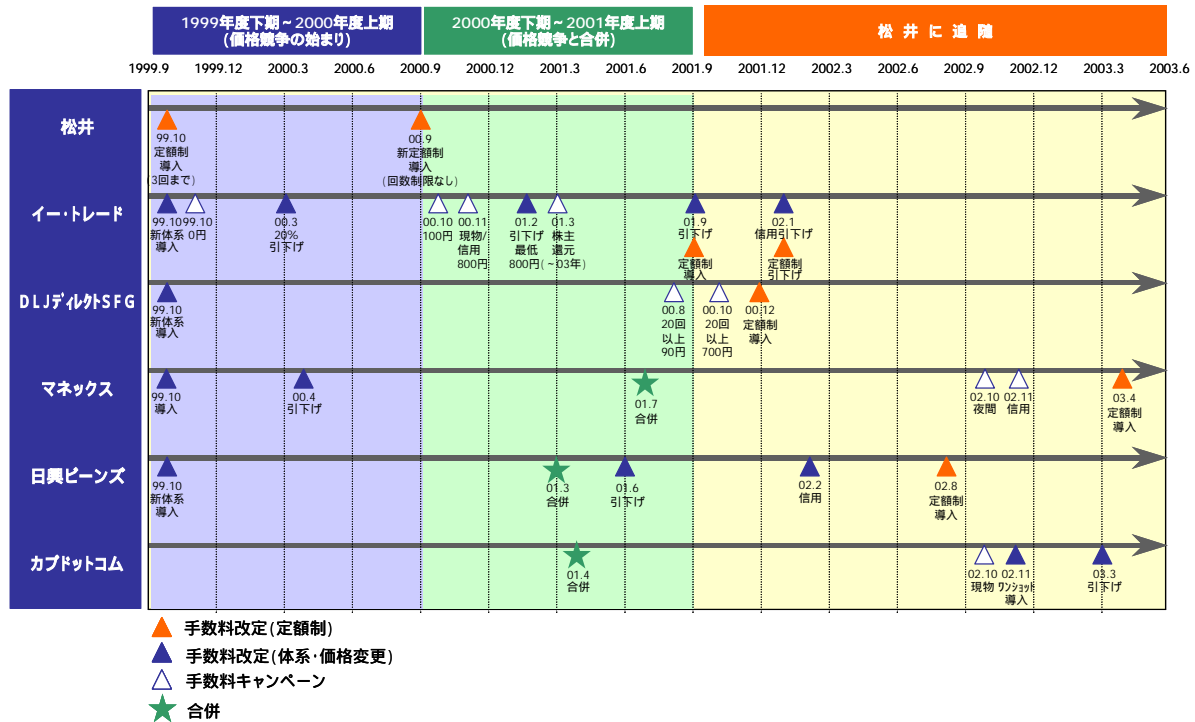 1999年度下期～2000年度上期
(価格競争の始まり)
2000年度下期～2001年度上期
(価格競争と合併)
松 井 に 追 随
1999.9 1999.12 2000.3 2000.6 2000.9 2000.12 2001.3 2001.6 2001.9 2001.12 2002.3 2002.6 2002.9 2002.12 2003.3 2003.6
松井
99.10
定額制
導入
(3回まで)
00.9
新定額制
導入
(回数制限なし)
イー・トレード
99.10
新体系
導入
99.10
0円
00.3
20%
引下げ
00.10
100円
00.11
現物/
信用
800円
01.2
引下げ
最低
800円
01.3
株主
還元
(～03年)
01.9
引下げ
定額制
導入
02.1
信用引下げ
定額制
引下げ
DLJディレクトSFG
99.10
新体系
導入
00.8
20回
以上
90円
00.10
20回
以上
700円
00.12
定額制
導入
マネックス
99.10
導入
00.4
引下げ
01.7
合併
02.10
夜間
02.11
信用
03.4
定額制
導入
日興ビーンズ
99.10
新体系
導入
01.3
合併
01.6
引下げ
02.2
信用
02.8
定額制
導入
カブドットコム
01.4
合併
02.10
現物
02.11
ワンショット
導入
03.3
引下げ
手数料改定(定額制)
手数料改定(体系・価格変更)
手数料キャンペーン
合併